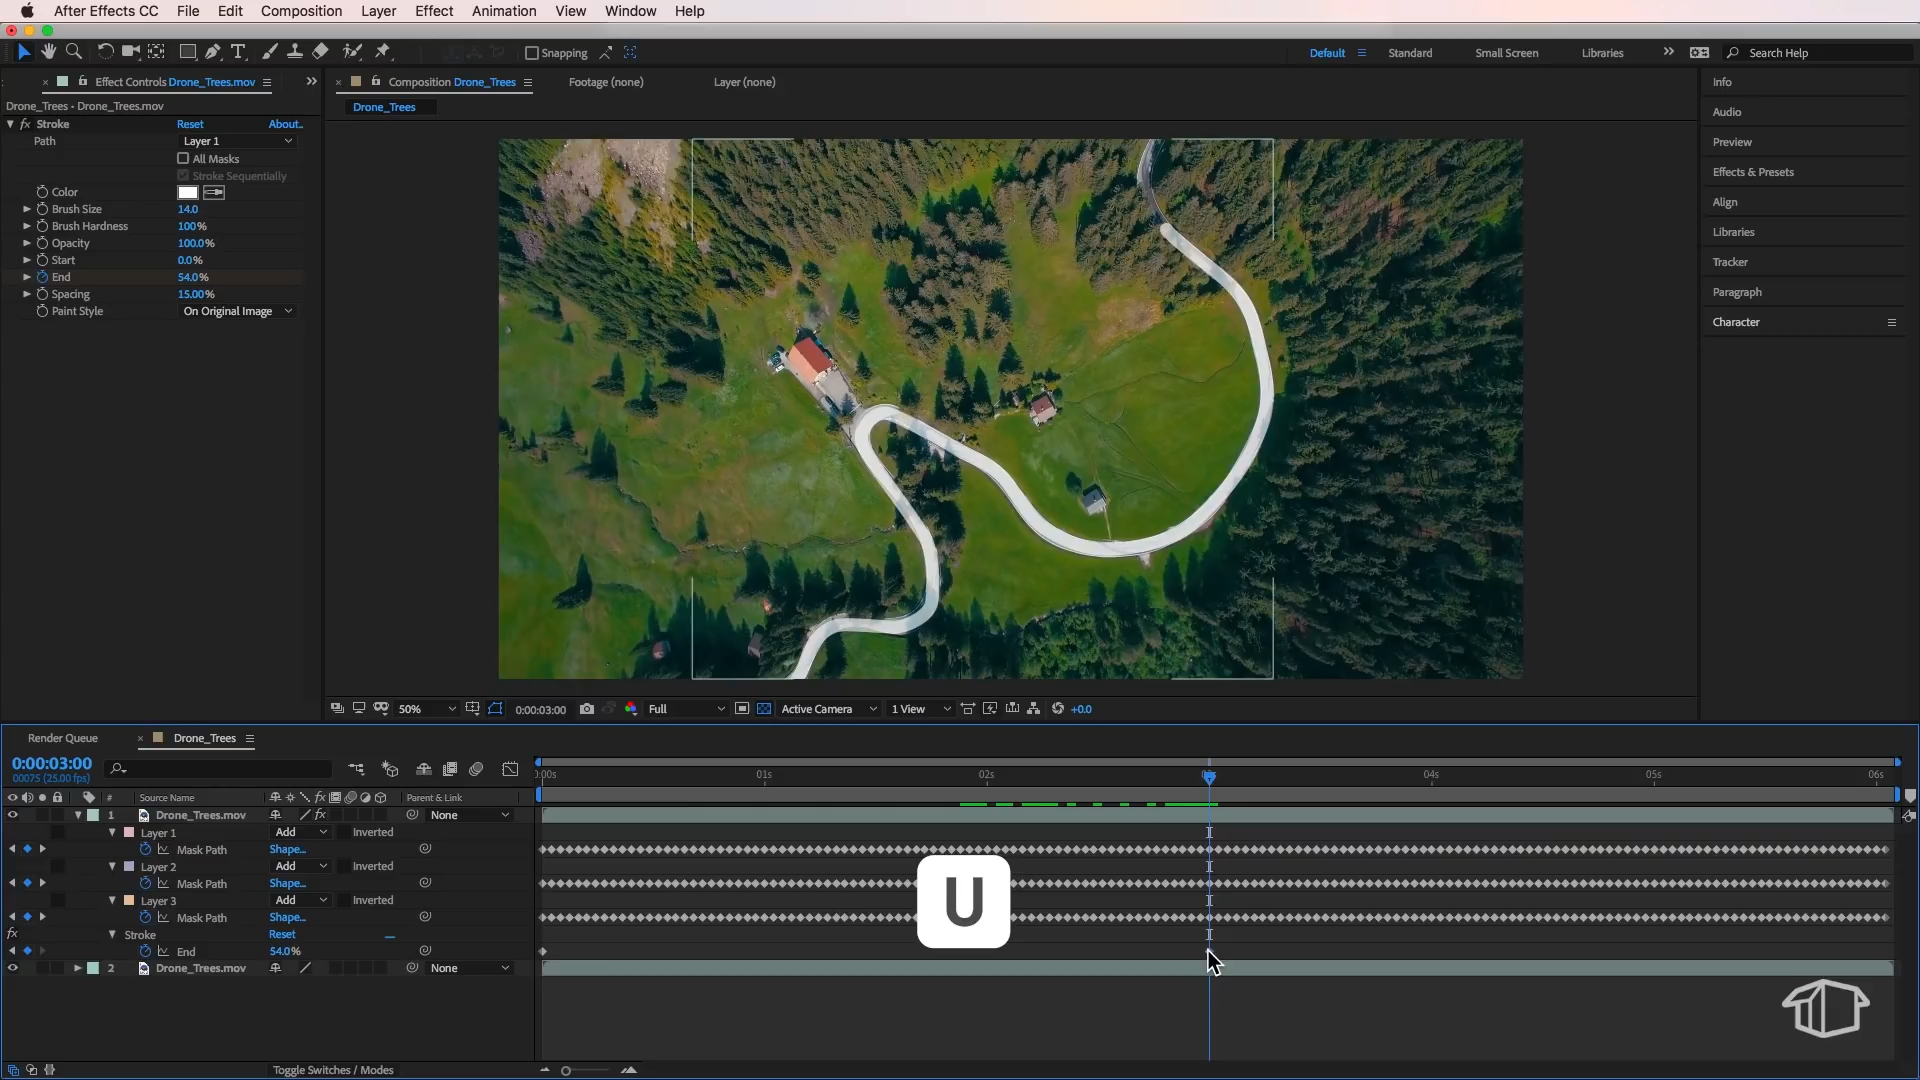 After Effects CC File Edit Composition Layer Effect Animation View Window Help
Snapping Default Standard Small Screen Libraries Search Help
Effect Controls Drone_Trees.mov
Composition Drone_Trees Footage (none) Layer (none)
Drone_Trees • Drone_Trees.mov
Drone_Trees
fx Stroke Reset About..
Path Layer 1
All Masks
Stroke Sequentially
Color
Brush Size 14.0
Brush Hardness 100%
Opacity 100.0%
Start 0.0%
End 54.0%
Spacing 15.00%
Paint Style On Original Image
Info
Audio
Preview
Effects & Presets
Align
Libraries
Tracker
Paragraph
Character
50% 0:00:03:00 Full Active Camera 1 View +0.0
Render Queue Drone_Trees
0:00:03:00
00075 (25.00 fps)
01s 02s 04s 05s 06s
# Source Name fx Parent & Link
1 Drone_Trees.mov fx None
Layer 1 Add Inverted
Mask Path Shape...
Layer 2 Add Inverted
Mask Path Shape...
Layer 3 Add Inverted
Mask Path Shape...
fx Stroke Reset
End 54.0%
2 Drone_Trees.mov None
U
Toggle Switches / Modes